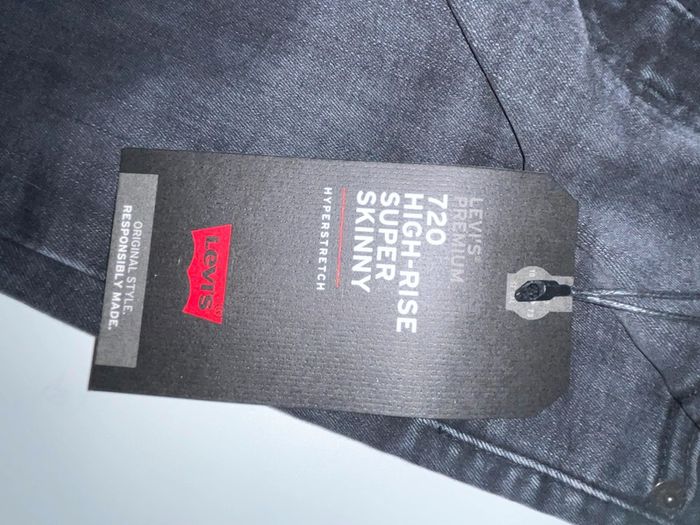 LEVI'S
PREMIUM
720
HIGH-RISE
SUPER
SKINNY
HYPERSTRETCH
LEVI'S
ORIGINAL STYLE.
RESPONSIBLY MADE.